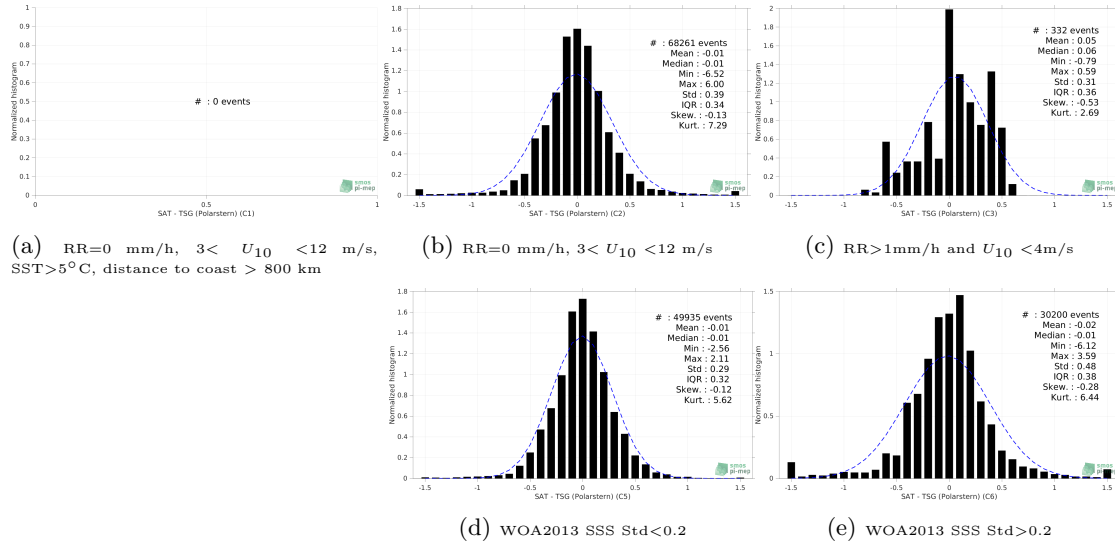 1
0.9
0.8
0.7
0.6
0.5
0.4
0.3
0.2
0.1
0
Normalized histogram
# : 0 events
0
0.5
1
SAT - TSG (Polarstern) (C1)
smos
pi-mep
(a) RR=0 mm/h, 3< U10 <12 m/s,
SST>5°C, distance to coast > 800 km
1.8
1.6
1.4
1.2
1
0.8
0.6
0.4
0.2
0
Normalized histogram
# : 68261 events
Mean : -0.01
Median : -0.01
Min : -6.52
Max : 6.00
Std : 0.39
IQR : 0.34
Skew. : -0.13
Kurt. : 7.29
-1.5
-1
-0.5
0
0.5
1
1.5
SAT - TSG (Polarstern) (C2)
smos
pi-mep
(b) RR=0 mm/h, 3< U10 <12 m/s
2
1.8
1.6
1.4
1.2
1
0.8
0.6
0.4
0.2
0
Normalized histogram
# : 332 events
Mean : 0.05
Median : 0.06
Min : -0.79
Max : 0.59
Std : 0.31
IQR : 0.36
Skew. : -0.53
Kurt. : 2.69
-1.5
-1
-0.5
0
0.5
1
1.5
SAT - TSG (Polarstern) (C3)
smos
pi-mep
(c) RR>1mm/h and U10 <4m/s
1.8
1.6
1.4
1.2
1
0.8
0.6
0.4
0.2
0
Normalized histogram
# : 49935 events
Mean : -0.01
Median : -0.01
Min : -2.56
Max : 2.11
Std : 0.29
IQR : 0.32
Skew. : -0.12
Kurt. : 5.62
-1.5
-1
-0.5
0
0.5
1
1.5
SAT - TSG (Polarstern) (C5)
smos
pi-mep
(d) WOA2013 SSS Std<0.2
1.5
1
0.5
0
Normalized histogram
# : 30200 events
Mean : -0.02
Median : -0.01
Min : -6.12
Max : 3.59
Std : 0.48
IQR : 0.38
Skew. : -0.28
Kurt. : 6.44
-1.5
-1
-0.5
0
0.5
1
1.5
SAT - TSG (Polarstern) (C6)
smos
pi-mep
(e) WOA2013 SSS Std>0.2